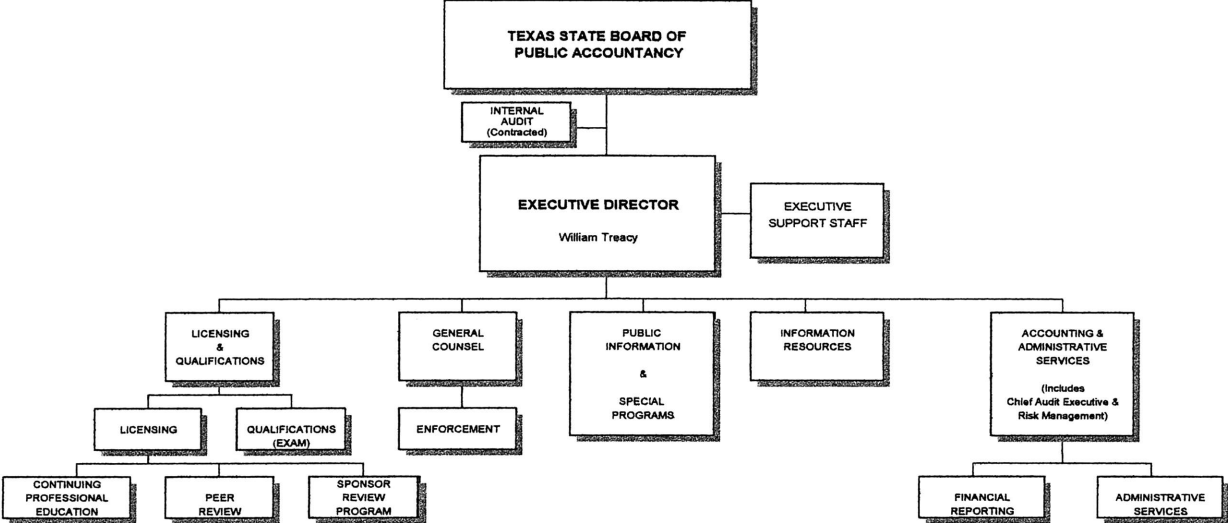 TEXAS STATE BOARD OF
PUBLIC ACCOUNTANCY
INTERNAL
AUDIT
(Contracted)
EXECUTIVE DIRECTOR
William Treacy
EXECUTIVE
SUPPORT STAFF
LICENSING
&
QUALIFICATIONS
GENERAL
COUNSEL
PUBLIC
INFORMATION
&
SPECIAL
PROGRAMS
INFORMATION
RESOURCES
ACCOUNTING &
ADMINISTRATIVE
SERVICES
(Includes
Chief Audit Executive &
Risk Management)
LICENSING
QUALIFICATIONS
(EXAM)
ENFORCEMENT
CONTINUING
PROFESSIONAL
EDUCATION
PEER
REVIEW
SPONSOR
REVIEW
PROGRAM
FINANCIAL
REPORTING
ADMINISTRATIVE
SERVICES